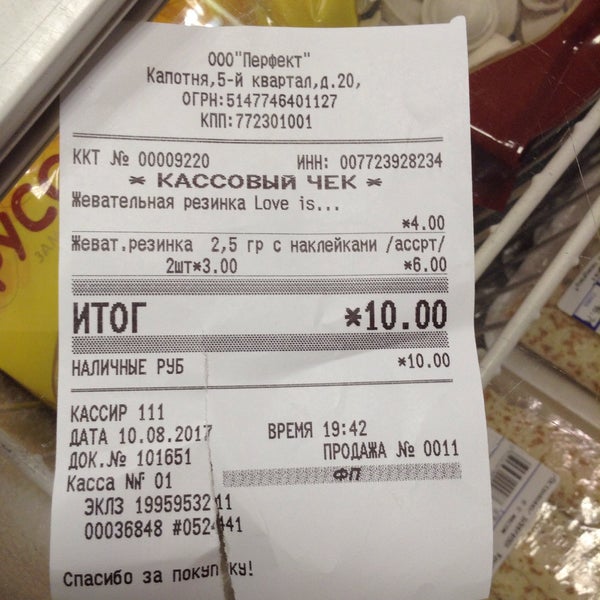 ООО"Перфект"
Капотня,5-й квартал,д.20,
ОГРН:5147746401127
КПП:772301001
ККТ № 00009220 ИНН: 007723928234
* КАССОВЫЙ ЧЕК *
Жевательная резинка Love is...
*4.00
Жеват.резинка 2,5 гр с наклейками /ассрт/
2шт*3.00 *6.00
ИТОГ *10.00
НАЛИЧНЫЕ РУБ *10.00
КАССИР 111
ДАТА 10.08.2017 ВРЕМЯ 19:42
ДОК.№ 101651 ПРОДАЖА № 0011
Касса № 01 ФП
ЭКЛЗ 1995953211
00036848 #052441
Спасибо за покупку!